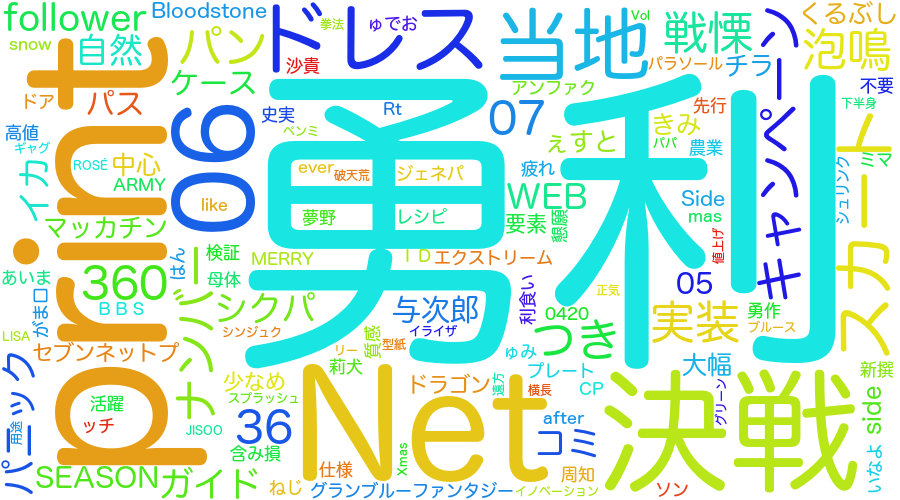 follower
Bloodstone
拳法
ゅでお
ドレス
当地
Vol
戦慄
くるぶし
泡鳴
snow
自然
パン
沙貴
ケース
アンファク
パラソール
チラ
キャンペーン
ドア
パス
06
史実
Rt
07
先行
不要
下半身
print
高値
ギャグ
ROSÉ
中心
ARMY
ペンミ
ever
破天荒
ジェネパ
ぇすと
きみ
パパ
農業
ミマ
スカート
イカ
like
夢野
レシピ
疲れ
WEB
Side
mas
シュリンク
マッカチン
勇利
要素
懇願
値上げ
検証
母体
MERRY
ID
エクストリーム
あいま
はん
360
ナンバー
05
BBS
がま口
シクパ
与次郎
利食い
0420
正気
勇作
ブルース
LISA
シンジュク
イライザ
つき
実装
セブンネットプ
リー
質感
型紙
ゅみ
莉犬
大幅
新撰
パニック
少なめ
スプラッシュ
ドラゴン
遠方
プレート
横長
CP
グリーン
活躍
ッチ
用途
JISOO
36
Net
after
コミ
決戦
side
含み損
SEASON
ガイド
ねじ
仕様
Xmas
グランブルーファンタジー
周知
イノベーション
ソン
いなよ